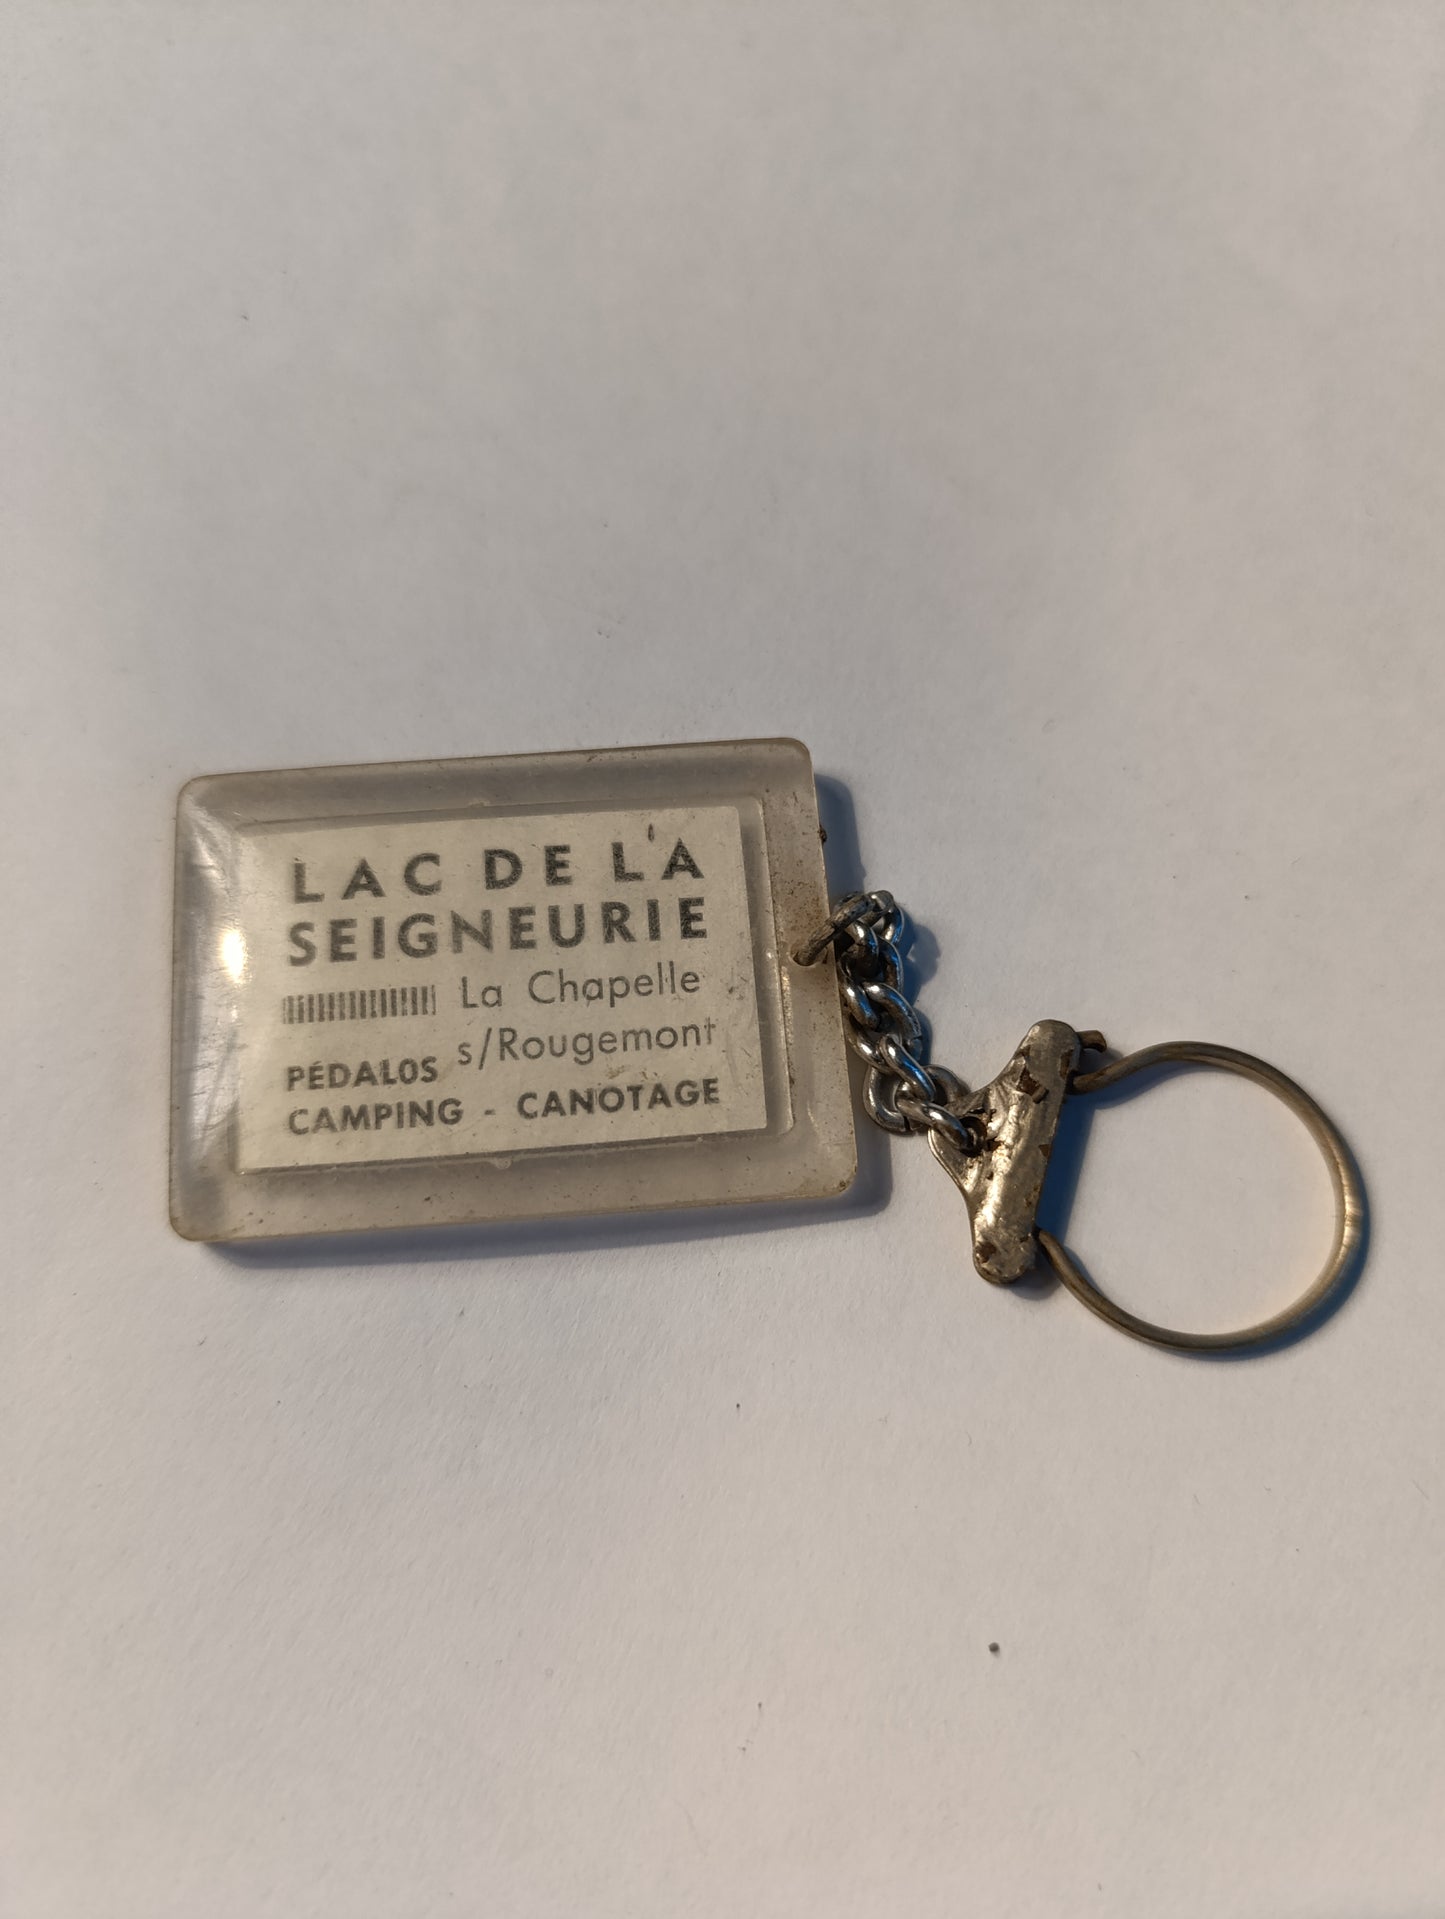 LAC DE LA
SEIGNEURIE
La Chapelle
s/Rougemont
PÉDALOS
CAMPING - CANOTAGE